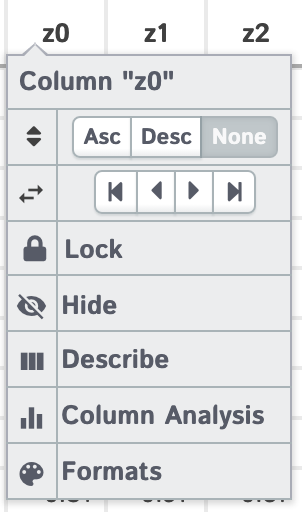 z0 z1 z2
Column "z0"
Asc Desc None
Lock
Hide
Describe
Column Analysis
Formats